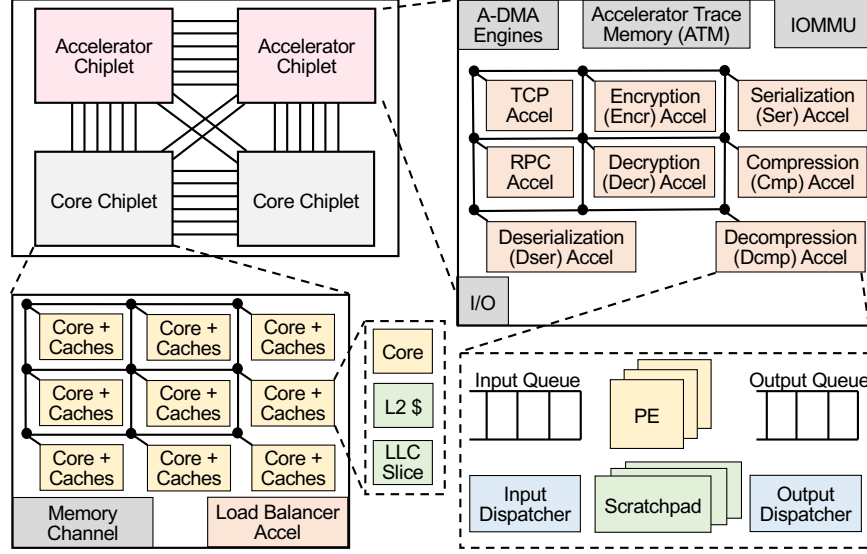 Accelerator
Chiplet
Accelerator
Chiplet
Core Chiplet
Core Chiplet
A-DMA
Engines
Accelerator Trace
Memory (ATM)
IOMMU
TCP
Accel
Encryption
(Encr) Accel
Serialization
(Ser) Accel
RPC
Accel
Decryption
(Decr) Accel
Compression
(Cmp) Accel
Deserialization
(Dser) Accel
Decompression
(Dcmp) Accel
I/O
Core +
Caches
Core +
Caches
Core +
Caches
Core +
Caches
Core +
Caches
Core +
Caches
Core +
Caches
Core +
Caches
Core +
Caches
Memory
Channel
Load Balancer
Accel
Core
L2 $
LLC
Slice
Input Queue
PE
Output Queue
Input
Dispatcher
Scratchpad
Output
Dispatcher